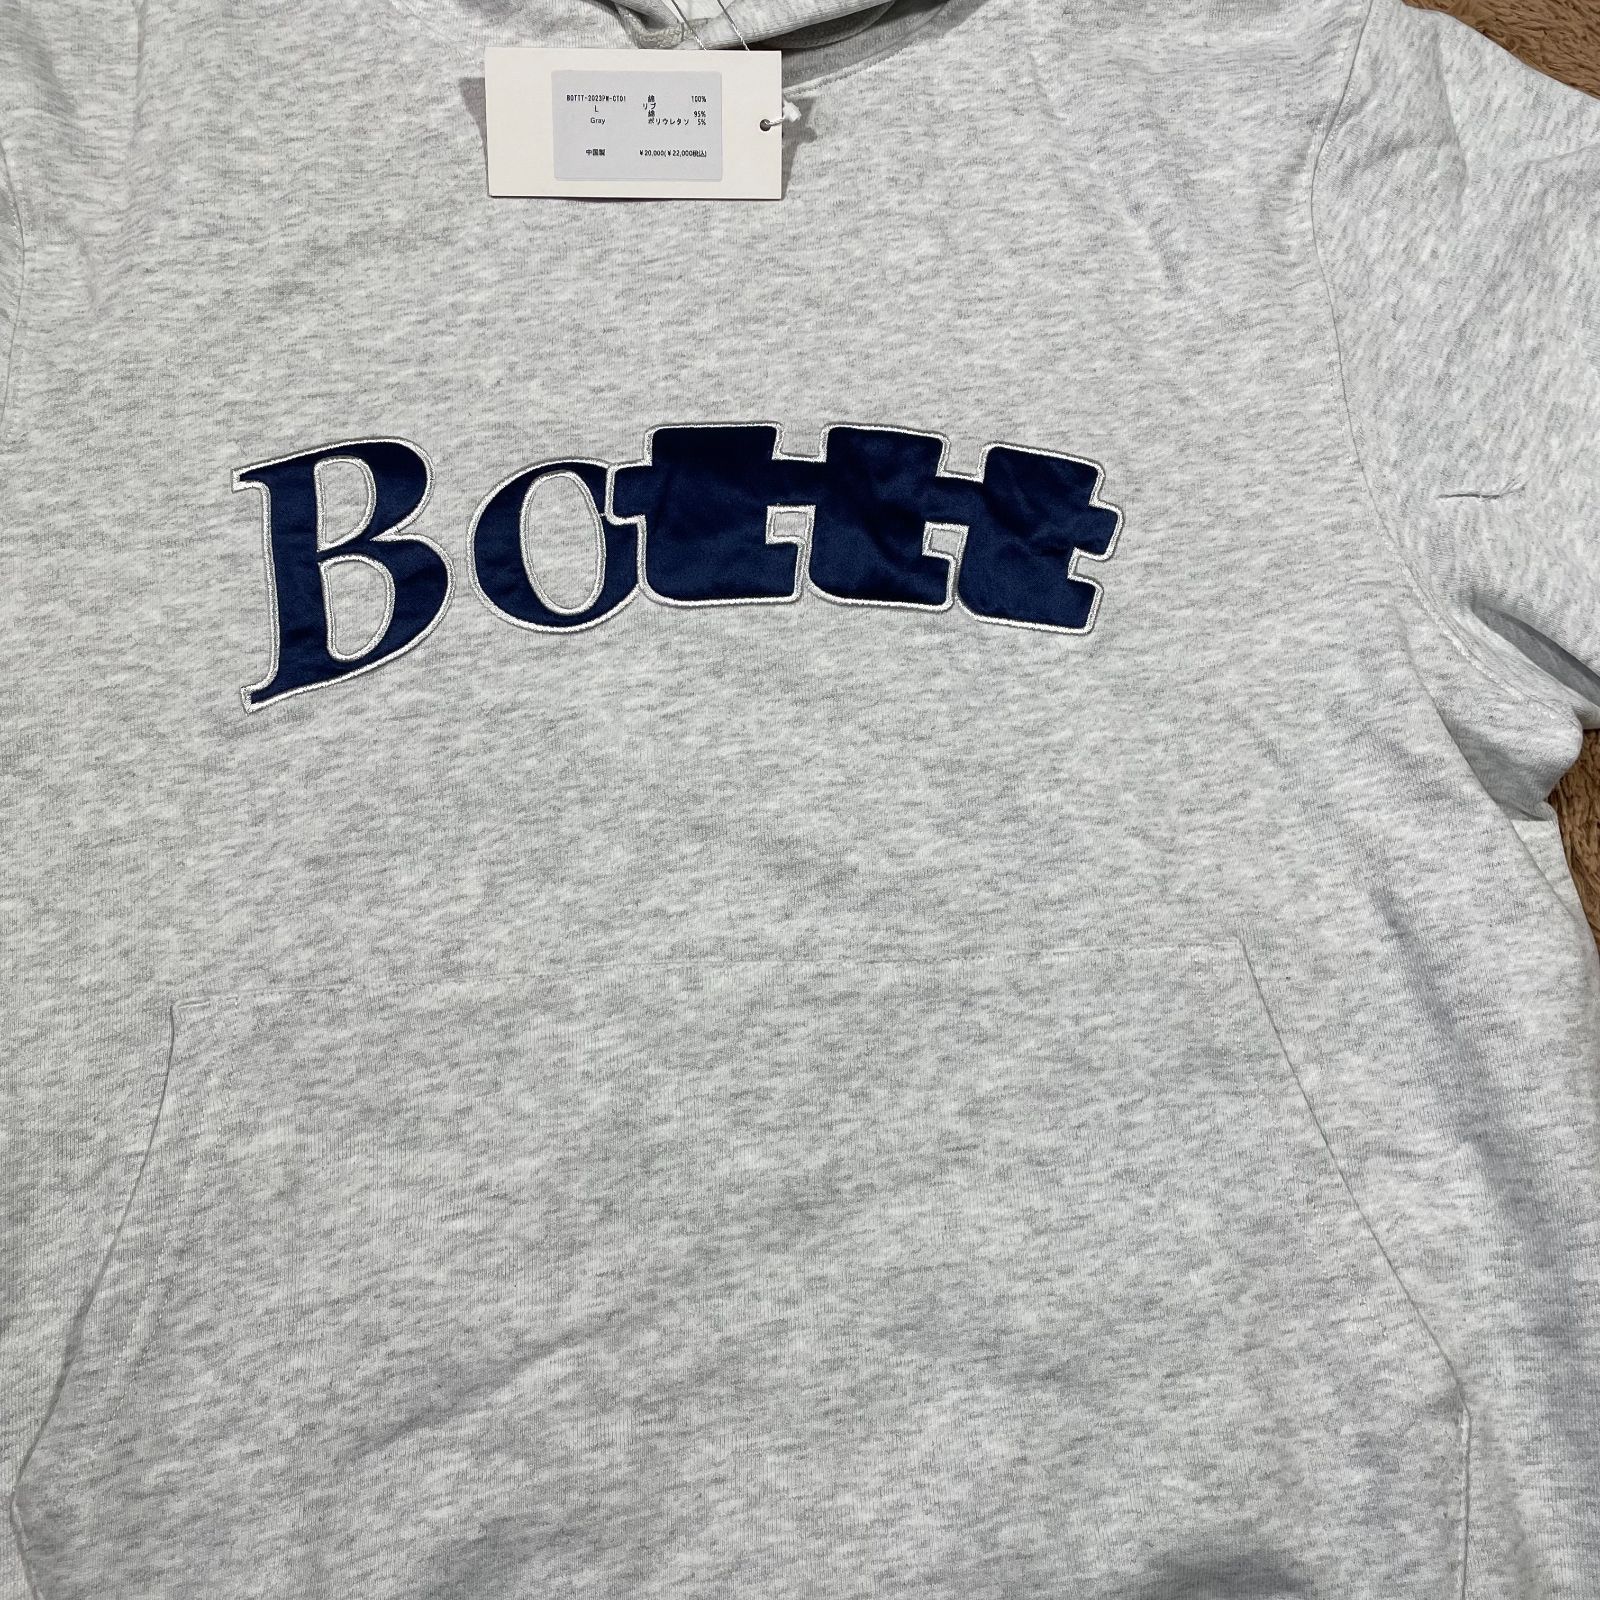 BOTTT-2023PW-CT01 綿 100%
L リブ
綿 95%
Gray ポリウレタン 5%
中国製 ¥20,000(¥22,000税込)
Bottt